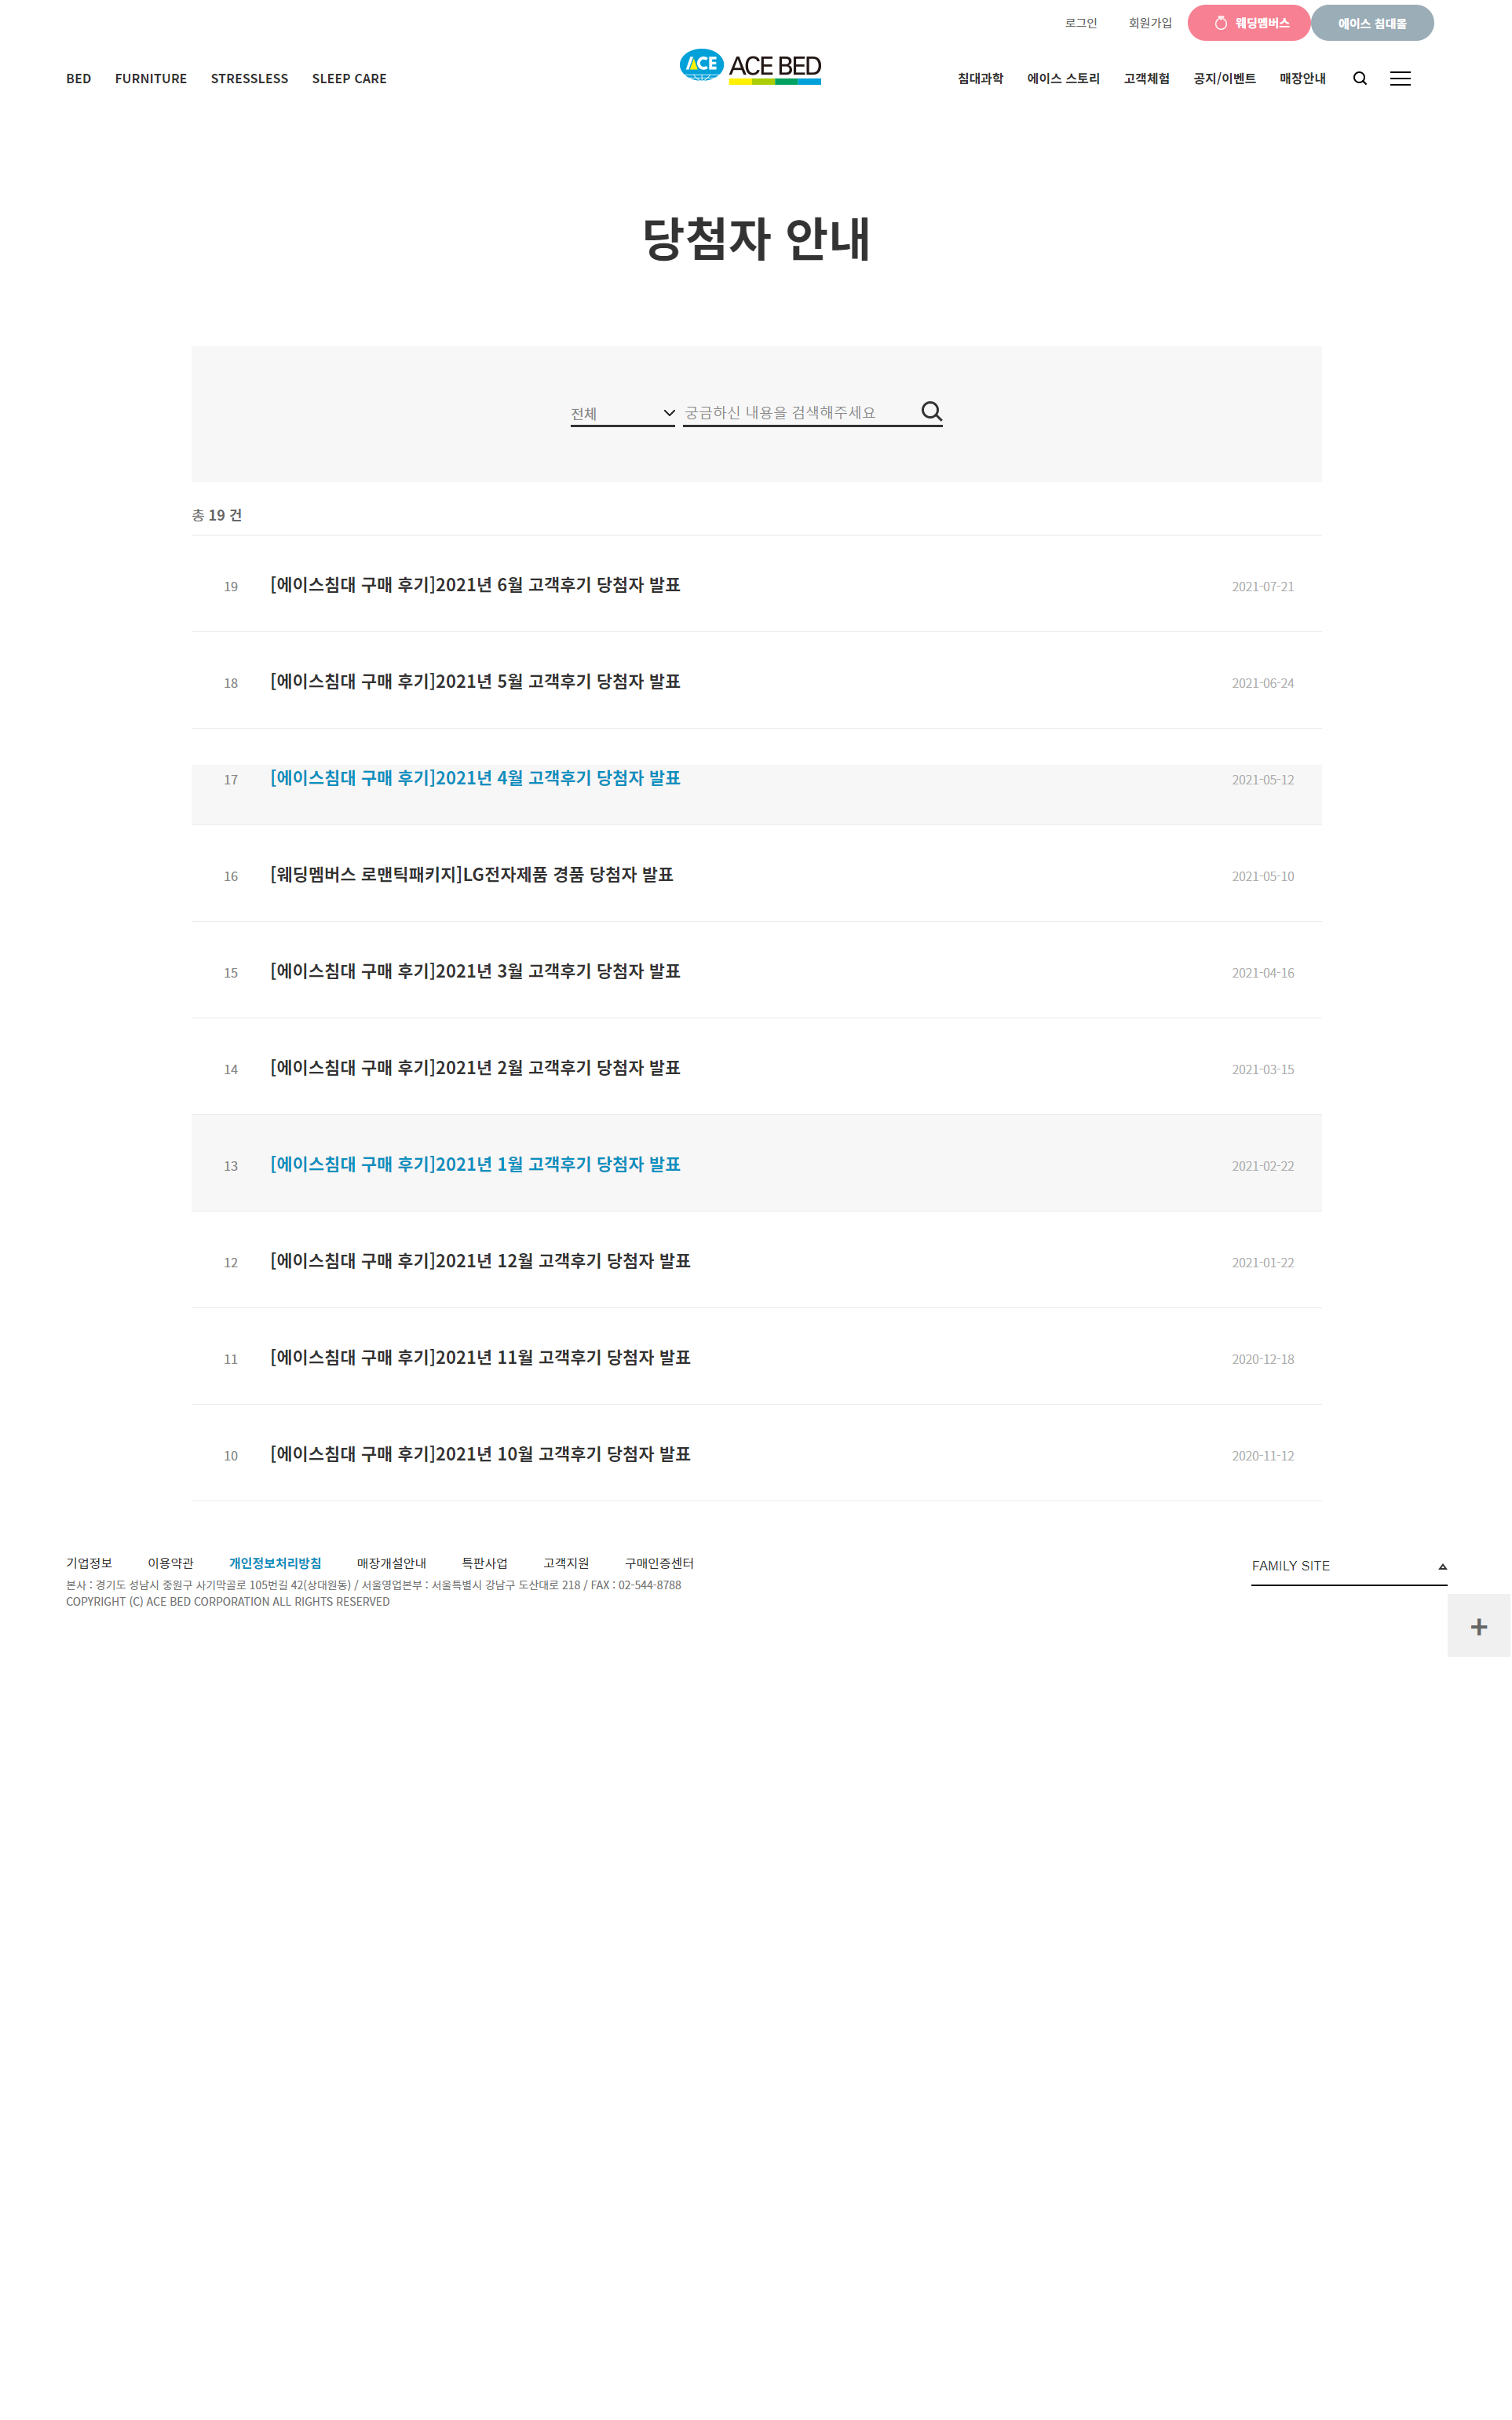 로그인 회원가입 웨딩멤버스 에이스 침대몰
BED FURNITURE STRESSLESS SLEEP CARE ACE ACE BED 침대과학 에이스 스토리 고객체험 공지/이벤트 매장안내
당첨자 안내
전체 궁금하신 내용을 검색해주세요
총 19 건
19 [에이스침대 구매 후기]2021년 6월 고객후기 당첨자 발표 2021-07-21
18 [에이스침대 구매 후기]2021년 5월 고객후기 당첨자 발표 2021-06-24
17 [에이스침대 구매 후기]2021년 4월 고객후기 당첨자 발표 2021-05-12
16 [웨딩멤버스 로맨틱패키지]LG전자제품 경품 당첨자 발표 2021-05-10
15 [에이스침대 구매 후기]2021년 3월 고객후기 당첨자 발표 2021-04-16
14 [에이스침대 구매 후기]2021년 2월 고객후기 당첨자 발표 2021-03-15
13 [에이스침대 구매 후기]2021년 1월 고객후기 당첨자 발표 2021-02-22
12 [에이스침대 구매 후기]2021년 12월 고객후기 당첨자 발표 2021-01-22
11 [에이스침대 구매 후기]2021년 11월 고객후기 당첨자 발표 2020-12-18
10 [에이스침대 구매 후기]2021년 10월 고객후기 당첨자 발표 2020-11-12
기업정보 이용약관 개인정보처리방침 매장개설안내 특판사업 고객지원 구매인증센터 FAMILY SITE
본사 : 경기도 성남시 중원구 사기막골로 105번길 42(상대원동) / 서울영업본부 : 서울특별시 강남구 도산대로 218 / FAX : 02-544-8788
COPYRIGHT (C) ACE BED CORPORATION ALL RIGHTS RESERVED